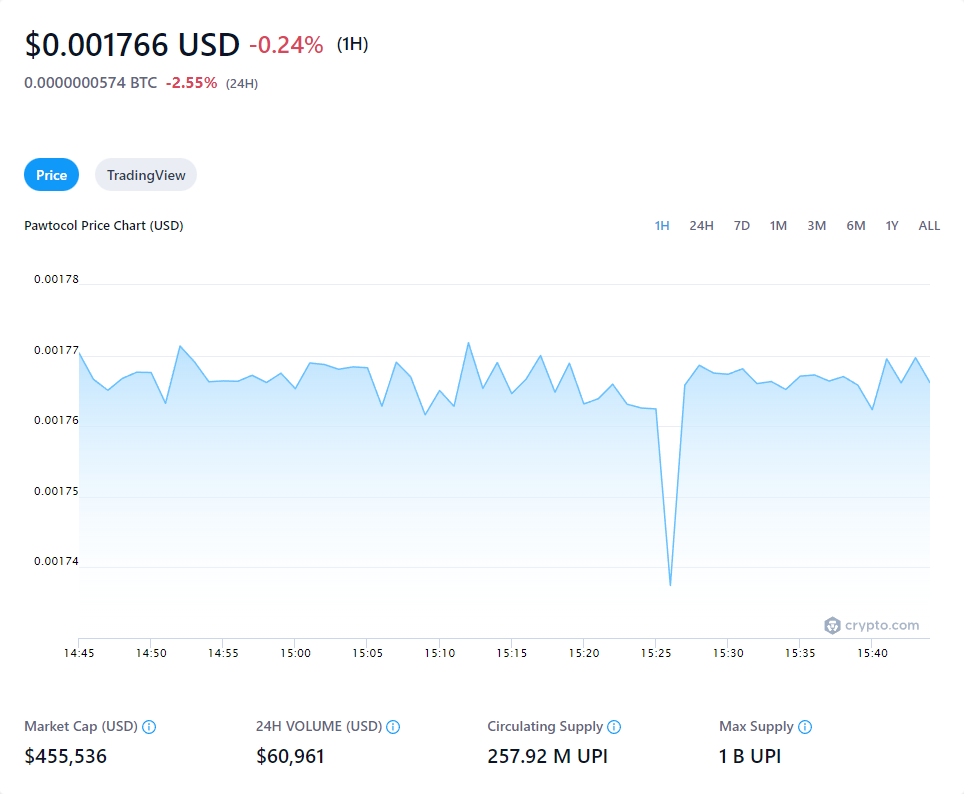 $0.001766 USD -0.24% (1H)
0.0000000574 BTC -2.55% (24H)
Price TradingView
Pawtocol Price Chart (USD) 1H 24H 7D 1M 3M 6M 1Y ALL
0.00178
0.00177
0.00176
0.00175
0.00174
crypto.com
14:45 14:50 14:55 15:00 15:05 15:10 15:15 15:20 15:25 15:30 15:35 15:40
Market Cap (USD) 24H VOLUME (USD) Circulating Supply Max Supply
$455,536 $60,961 257.92 M UPI 1 B UPI